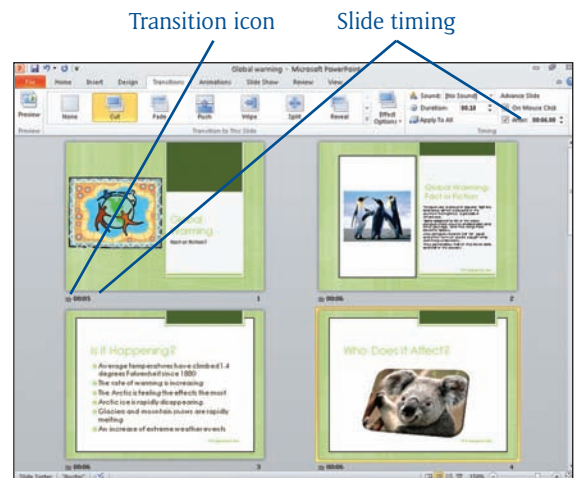 Transition icon Slide timing
Global warming - Microsoft PowerPoint
File Home Insert Design Transitions Animations Slide Show Review View
Preview None Cut Fade Push Wipe Split Reveal Effect Options
Sound: [No Sound] Advance Slide
Duration: 00.10 On Mouse Click
Apply To All After: 00:06.00
Preview Transition to This Slide Timing
Global
Warming
Fact or Fiction?
Global Warming:
Fact or Fiction
00:05 1
00:06 2
Is it Happening?
Average temperatures have climbed 1.4
degrees Fahrenheit since 1880
The rate of warming is increasing
The Arctic is feeling the effects the most
Arctic ice is rapidly disappearing.
Glaciers and mountain snows are rapidly
melting
An increase of extreme weather events
Who Does It Affect?
00:06 3
00:06 4
Slide Sorter 150%